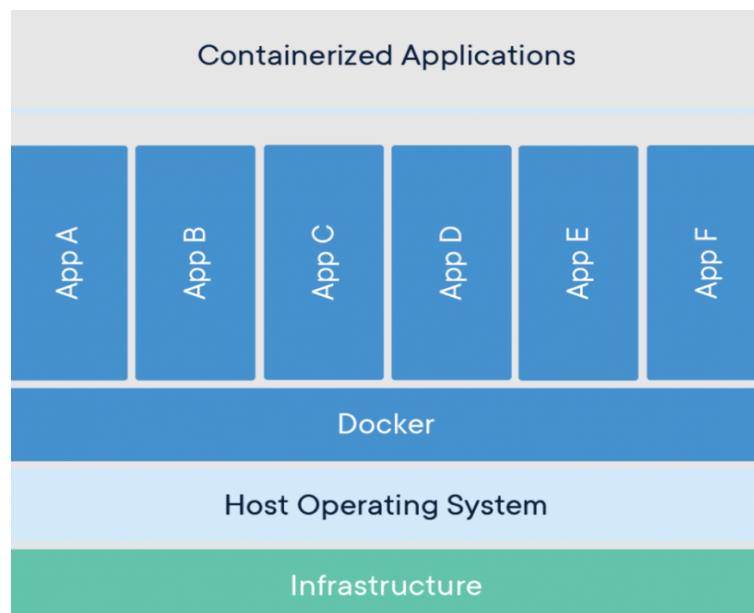 Containerized Applications
App A
App B
App C
App D
App E
App F
Docker
Host Operating System
Infrastructure